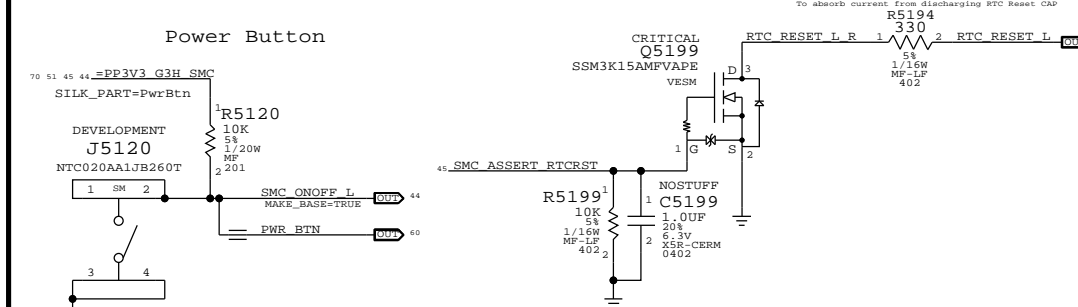 Power Button
70 51 45 44 =PP3V3_G3H_SMC
SILK_PART=PwrBtn
DEVELOPMENT
J5120
NTC020AA1JB260T
1 SM 2
3 4
1
R5120
10K
5%
1/20W
MF
201
2
SMC_ONOFF_L
MAKE_BASE=TRUE
OUT 44
PWR_BTN
OUT 60
To absorb current from discharging RTC Reset CAP
R5194
330
1 2
5%
1/16W
MF-LF
402
RTC_RESET_L_R
RTC_RESET_L
CRITICAL
Q5199
SSM3K15AMFVAPE
VESM
D 3
1 G S 2
45 SMC_ASSERT_RTCRST
R5199
1
10K
5%
1/16W
MF-LF
402
2
NOSTUFF
C5199
1
1.0UF
20%
6.3V
2
X5R-CERM
0402